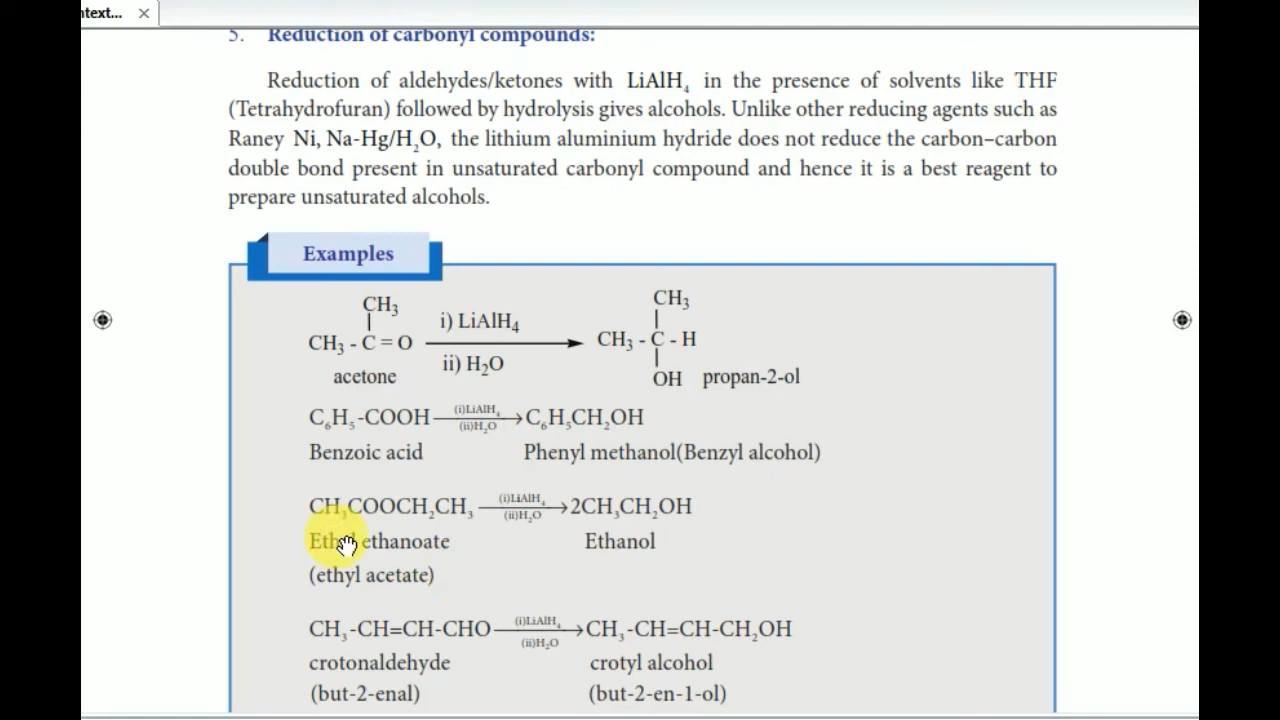 ntext...
5. Reduction of carbonyl compounds:
Reduction of aldehydes/ketones with LiAlH₄ in the presence of solvents like THF
(Tetrahydrofuran) followed by hydrolysis gives alcohols. Unlike other reducing agents such as
Raney Ni, Na-Hg/H₂O, the lithium aluminium hydride does not reduce the carbon–carbon
double bond present in unsaturated carbonyl compound and hence it is a best reagent to
prepare unsaturated alcohols.
Examples
CH₃ CH₃
| i) LiAlH₄ |
CH₃ - C = O ⟶ CH₃ - C - H
ii) H₂O |
acetone OH propan-2-ol
(i)LiAlH₄
C₆H₅-COOH ⟶ C₆H₅CH₂OH
(ii)H₂O
Benzoic acid Phenyl methanol(Benzyl alcohol)
(i)LiAlH₄
CH₃COOCH₂CH₃ ⟶ 2CH₃CH₂OH
(ii)H₂O
Ethyl ethanoate Ethanol
(ethyl acetate)
(i)LiAlH₄
CH₃-CH=CH-CHO ⟶ CH₃-CH=CH-CH₂OH
(ii)H₂O
crotonaldehyde crotyl alcohol
(but-2-enal) (but-2-en-1-ol)